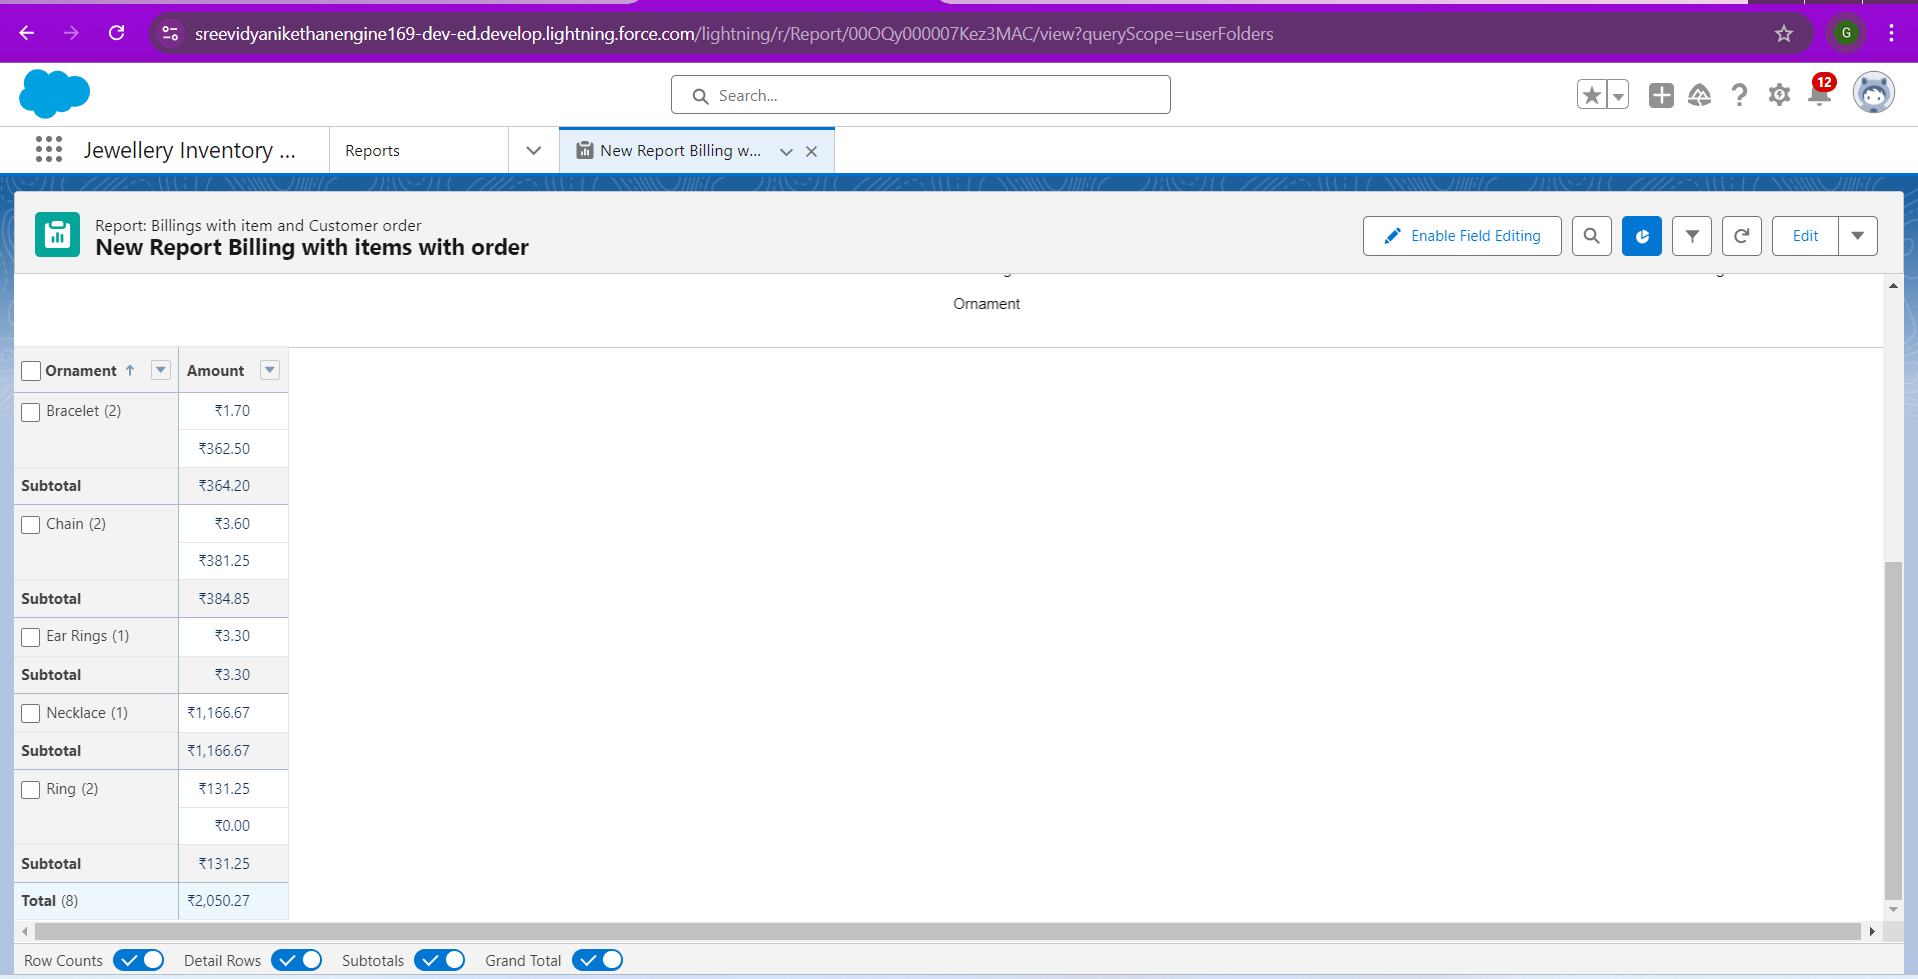 sreevidyanikethanengine169-dev-ed.develop.lightning.force.com/lightning/r/Report/00OQy000007Kez3MAC/view?queryScope=userFolders
G
Search...
12
Jewellery Inventory ...
Reports
New Report Billing w...
Report: Billings with item and Customer order
New Report Billing with items with order
Enable Field Editing
Edit
Ornament
Ornament ↑ Amount
Bracelet (2) ₹1.70
₹362.50
Subtotal ₹364.20
Chain (2) ₹3.60
₹381.25
Subtotal ₹384.85
Ear Rings (1) ₹3.30
Subtotal ₹3.30
Necklace (1) ₹1,166.67
Subtotal ₹1,166.67
Ring (2) ₹131.25
₹0.00
Subtotal ₹131.25
Total (8) ₹2,050.27
Row Counts Detail Rows Subtotals Grand Total